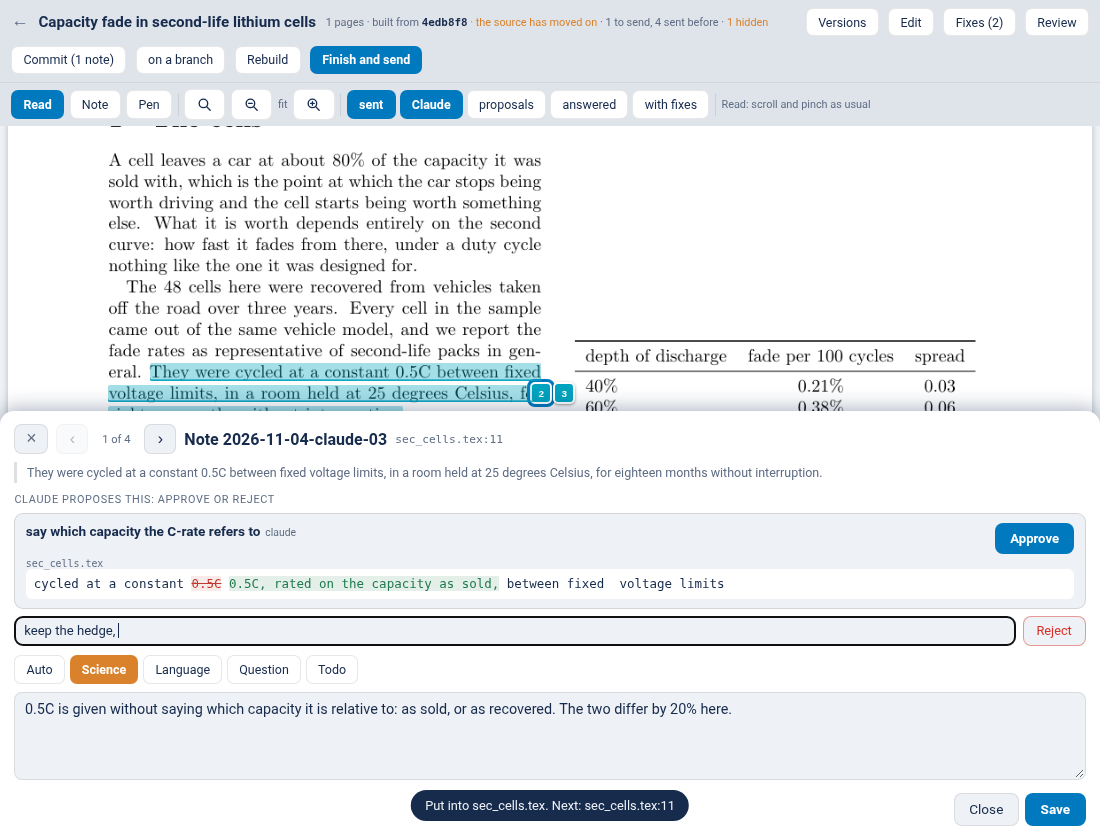 ← Capacity fade in second-life lithium cells 1 pages · built from 4edb8f8 · the source has moved on · 1 to send, 4 sent before · 1 hidden Versions Edit Fixes (2) Review
Commit (1 note) on a branch Rebuild Finish and send
Read Note Pen fit sent Claude proposals answered with fixes Read: scroll and pinch as usual
A cell leaves a car at about 80% of the capacity it was
sold with, which is the point at which the car stops being
worth driving and the cell starts being worth something
else. What it is worth depends entirely on the second
curve: how fast it fades from there, under a duty cycle
nothing like the one it was designed for.
The 48 cells here were recovered from vehicles taken
off the road over three years. Every cell in the sample
came out of the same vehicle model, and we report the
fade rates as representative of second-life packs in gen-
eral. They were cycled at a constant 0.5C between fixed
voltage limits, in a room held at 25 degrees Celsius, 2 3
depth of discharge fade per 100 cycles spread
40% 0.21% 0.03
60% 0.38% 0.06
× ‹ 1 of 4 › Note 2026-11-04-claude-03 sec_cells.tex:11
They were cycled at a constant 0.5C between fixed voltage limits, in a room held at 25 degrees Celsius, for eighteen months without interruption.
CLAUDE PROPOSES THIS: APPROVE OR REJECT
say which capacity the C-rate refers to claude
Approve
sec_cells.tex
cycled at a constant 0.5C 0.5C, rated on the capacity as sold, between fixed voltage limits
keep the hedge, Reject
Auto Science Language Question Todo
0.5C is given without saying which capacity it is relative to: as sold, or as recovered. The two differ by 20% here.
Put into sec_cells.tex. Next: sec_cells.tex:11
Close Save